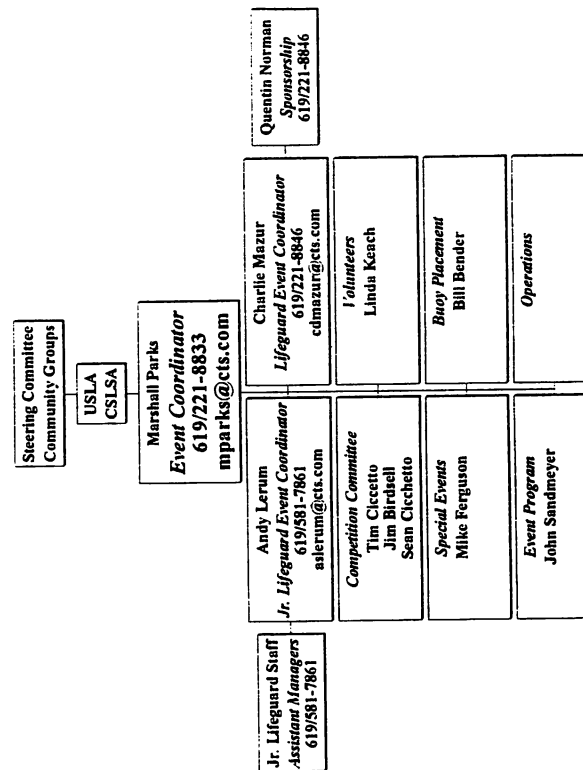 Steering Committee
Community Groups
USLA
CSLSA
Marshall Parks
Event Coordinator
619/221-8833
mparks@cts.com
Jr. Lifeguard Staff
Assistant Managers
619/581-7861
Andy Lerum
Jr. Lifeguard Event Coordinator
619/581-7861
aslerum@cts.com
Charlie Mazur
Lifeguard Event Coordinator
619/221-8846
cdmazur@cts.com
Quentin Norman
Sponsorship
619/221-8846
Competition Committee
Tim Ciccetto
Jim Birdsell
Sean Cicchetto
Volunteers
Linda Keach
Special Events
Mike Ferguson
Buoy Placement
Bill Bender
Event Program
John Sandmeyer
Operations